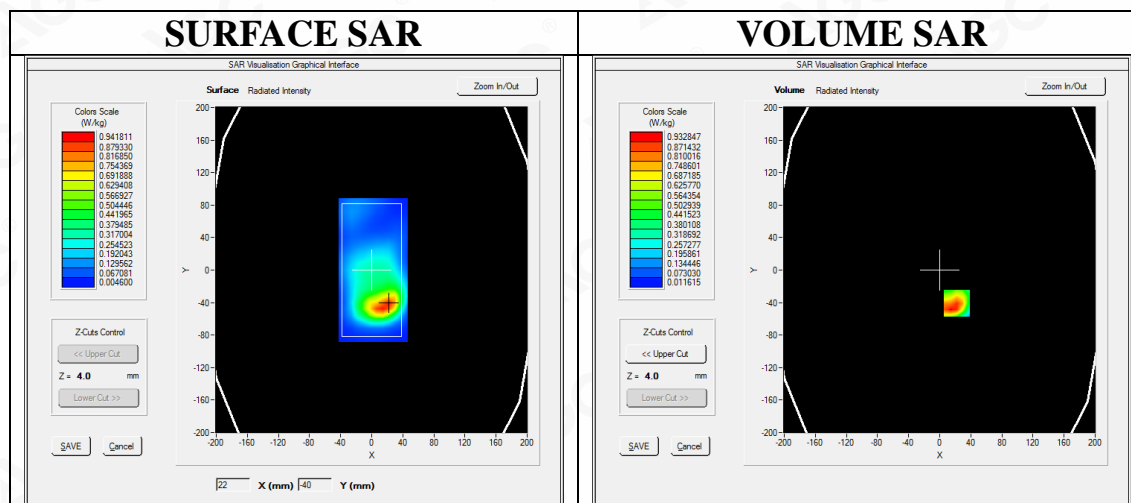 SURFACE SAR
SAR Visualisation Graphical Interface
Surface Radiated Intensity
Zoom In/Out
Colors Scale
(W/kg)
0.941811
0.879330
0.816850
0.754369
0.691888
0.629408
0.566927
0.504446
0.441965
0.379485
0.317004
0.254523
0.192043
0.129562
0.067081
0.004600
Z-Cuts Control
<< Upper Cut
Z = 4.0 mm
Lower Cut >>
SAVE Cancel
200
160
120
80
40
0
-40
-80
-120
-160
-200
Y
-200 -160 -120 -80 -40 0 40 80 120 160 200
X
22 X (mm) -40 Y (mm)
VOLUME SAR
SAR Visualisation Graphical Interface
Volume Radiated Intensity
Zoom In/Out
Colors Scale
(W/kg)
0.932847
0.871432
0.810016
0.748601
0.687185
0.625770
0.564354
0.502939
0.441523
0.380108
0.318692
0.257277
0.195861
0.134446
0.073030
0.011615
Z-Cuts Control
<< Upper Cut
Z = 4.0 mm
Lower Cut >>
SAVE Cancel
200
160
120
80
40
0
-40
-80
-120
-160
-200
Y
-200 -160 -120 -80 -40 0 40 80 120 160 200
X